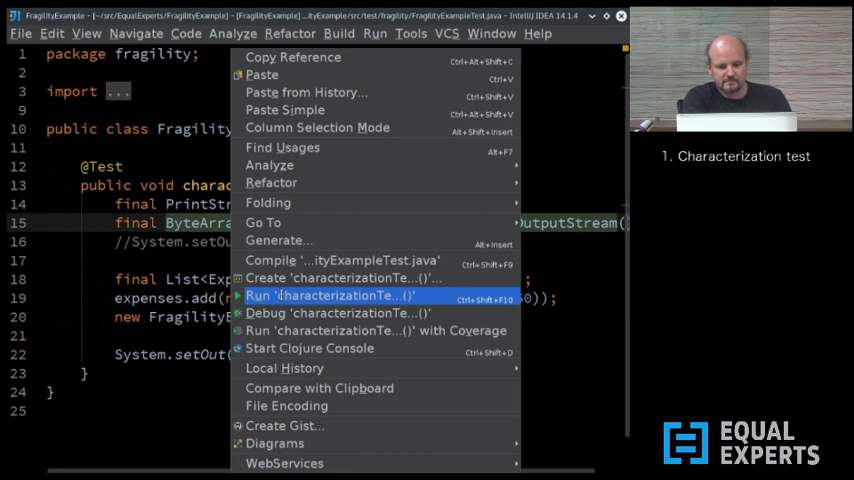 FragilityExample - [~/src/EqualExperts/FragilityExample] - [FragilityExample] - ...ityExample/src/test/fragility/FragilityExampleTest.java - IntelliJ IDEA 14.1.4
File Edit View Navigate Code Analyze Refactor Build Run Tools VCS Window Help
1 package fragility;
2
3 import ...
9
10 public class Fragility
11
12 @Test
13 public void charac
14 final PrintStr
15 final ByteArra OutputStream()
16 //System.setOu
17
18 final List<Exp ;
19 expenses.add(n 50));
20 new FragilityE
21
22 System.setOut(
23 }
24 }
25
Copy Reference Ctrl+Alt+Shift+C
Paste Ctrl+V
Paste from History... Ctrl+Shift+V
Paste Simple Ctrl+Alt+Shift+V
Column Selection Mode Alt+Shift+Insert
Find Usages Alt+F7
Analyze
Refactor
Folding
Go To
Generate... Alt+Insert
Compile '...ityExampleTest.java' Ctrl+Shift+F9
Create 'characterizationTe...()'...
Run 'characterizationTe...()' Ctrl+Shift+F10
Debug 'characterizationTe...()'
Run 'characterizationTe...()' with Coverage
Start Clojure Console Ctrl+Shift+D
Local History
Compare with Clipboard
File Encoding
Create Gist...
Diagrams
WebServices
1. Characterization test
EQUAL
EXPERTS